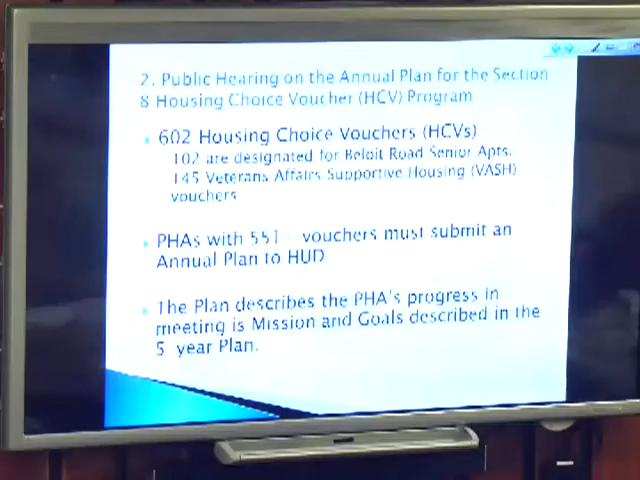 2. Public Hearing on the Annual Plan for the Section
8 Housing Choice Voucher (HCV) Program
602 Housing Choice Vouchers (HCVs)
102 are designated for Beloit Road Senior Apts.
145 Veterans Affairs Supportive Housing (VASH)
vouchers
PHAs with 551 vouchers must submit an
Annual Plan to HUD
The Plan describes the PHA's progress in
meeting is Mission and Goals described in the
5 year Plan.